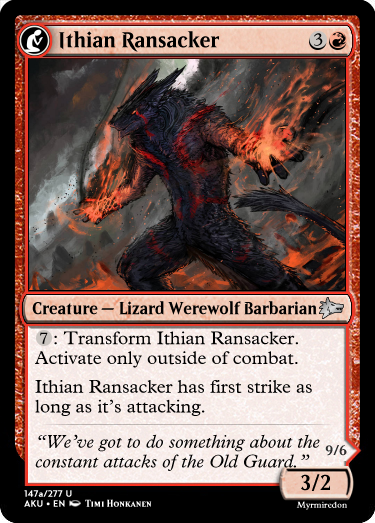 Ithian Ransacker 3
Creature — Lizard Werewolf Barbarian
7: Transform Ithian Ransacker.
Activate only outside of combat.
Ithian Ransacker has first strike as
long as it's attacking.
"We've got to do something about the
constant attacks of the Old Guard."
9/6
3/2
147a/277 U
AKU • EN Timi Honkanen
Myrmiredon